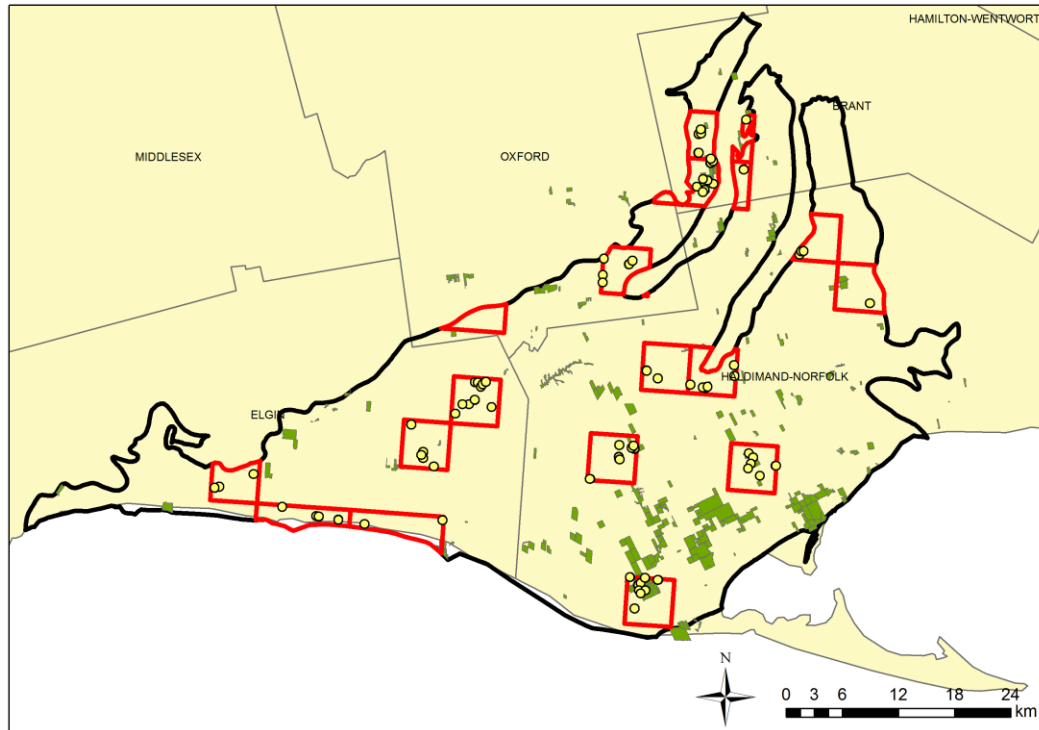 HAMILTON-WENTWORT
BRANT
MIDDLESEX
OXFORD
HALDIMAND-NORFOLK
ELGIN
N
0 3 6 12 18 24
km